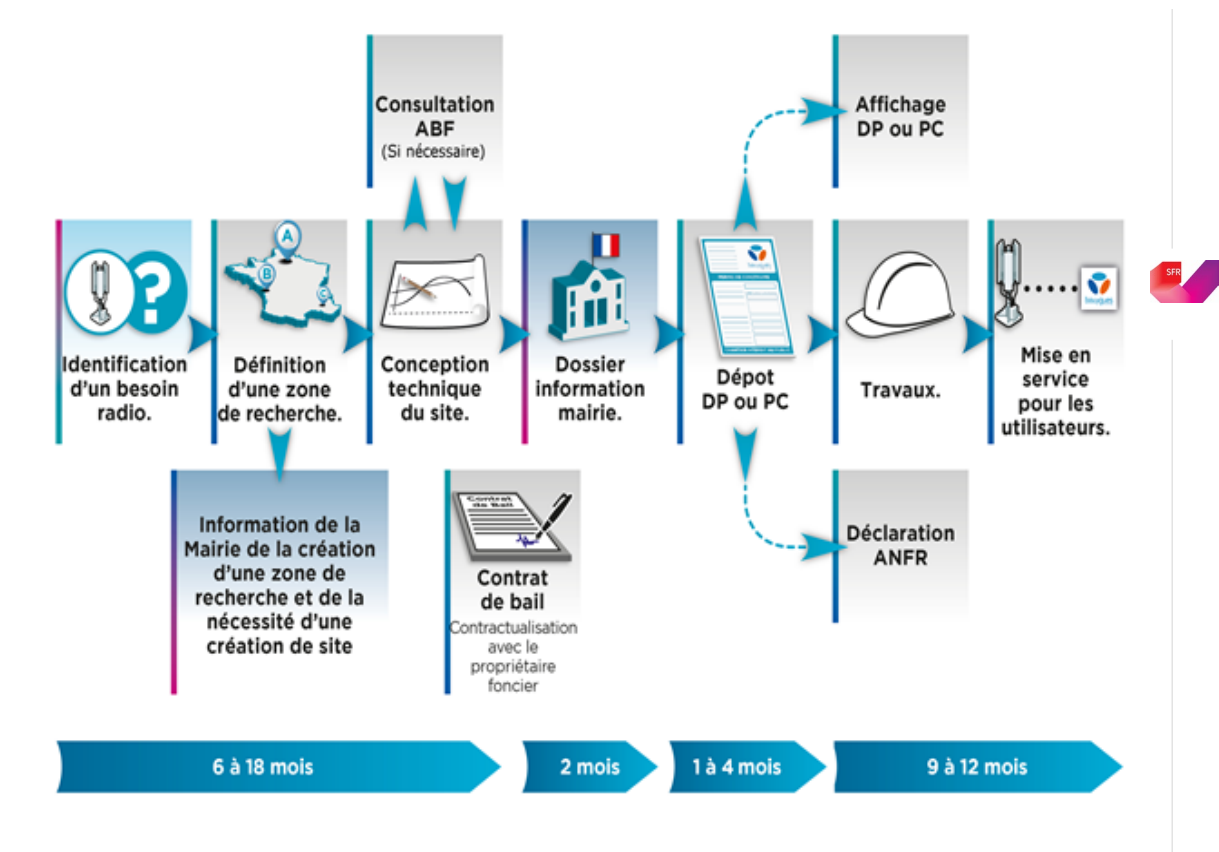 Consultation
ABF
(Si nécessaire)
Affichage
DP ou PC
A
B
C
SFR
bouygues
Identification
d'un besoin
radio.
Définition
d'une zone
de recherche.
Conception
technique
du site.
Dossier
information
mairie.
Dépot
DP ou PC
Travaux.
Mise en
service
pour les
utilisateurs.
Information de la
Mairie de la création
d'une zone de
recherche et de la
nécessité d'une
création de site
Contrat
de Bail
Contrat
de bail
Contractualisation
avec le
propriétaire
foncier
Déclaration
ANFR
6 à 18 mois
2 mois
1 à 4 mois
9 à 12 mois